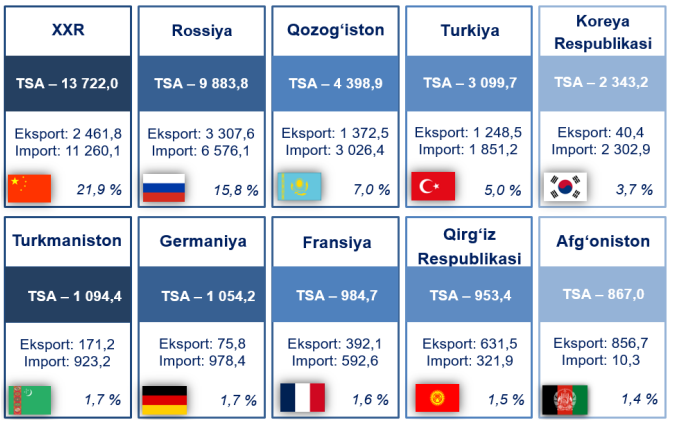 XXR
TSA – 13 722,0
Eksport: 2 461,8
Import: 11 260,1
21,9 %
Rossiya
TSA – 9 883,8
Eksport: 3 307,6
Import: 6 576,1
15,8 %
Qozog‘iston
TSA – 4 398,9
Eksport: 1 372,5
Import: 3 026,4
7,0 %
Turkiya
TSA – 3 099,7
Eksport: 1 248,5
Import: 1 851,2
5,0 %
Koreya
Respublikasi
TSA – 2 343,2
Eksport: 40,4
Import: 2 302,9
3,7 %
Turkmaniston
TSA – 1 094,4
Eksport: 171,2
Import: 923,2
1,7 %
Germaniya
TSA – 1 054,2
Eksport: 75,8
Import: 978,4
1,7 %
Fransiya
TSA – 984,7
Eksport: 392,1
Import: 592,6
1,6 %
Qirg‘iz
Respublikasi
TSA – 953,4
Eksport: 631,5
Import: 321,9
1,5 %
Afg‘oniston
TSA – 867,0
Eksport: 856,7
Import: 10,3
1,4 %